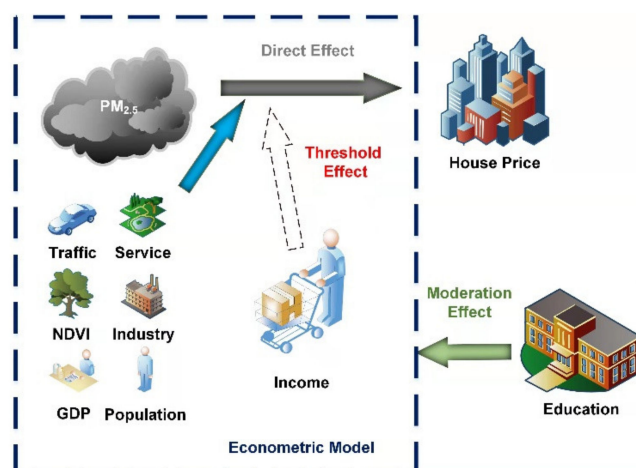 Direct Effect
PM2.5
House Price
Threshold
Effect
Traffic Service
NDVI Industry
GDP Population
Income
Moderation
Effect
Education
Econometric Model